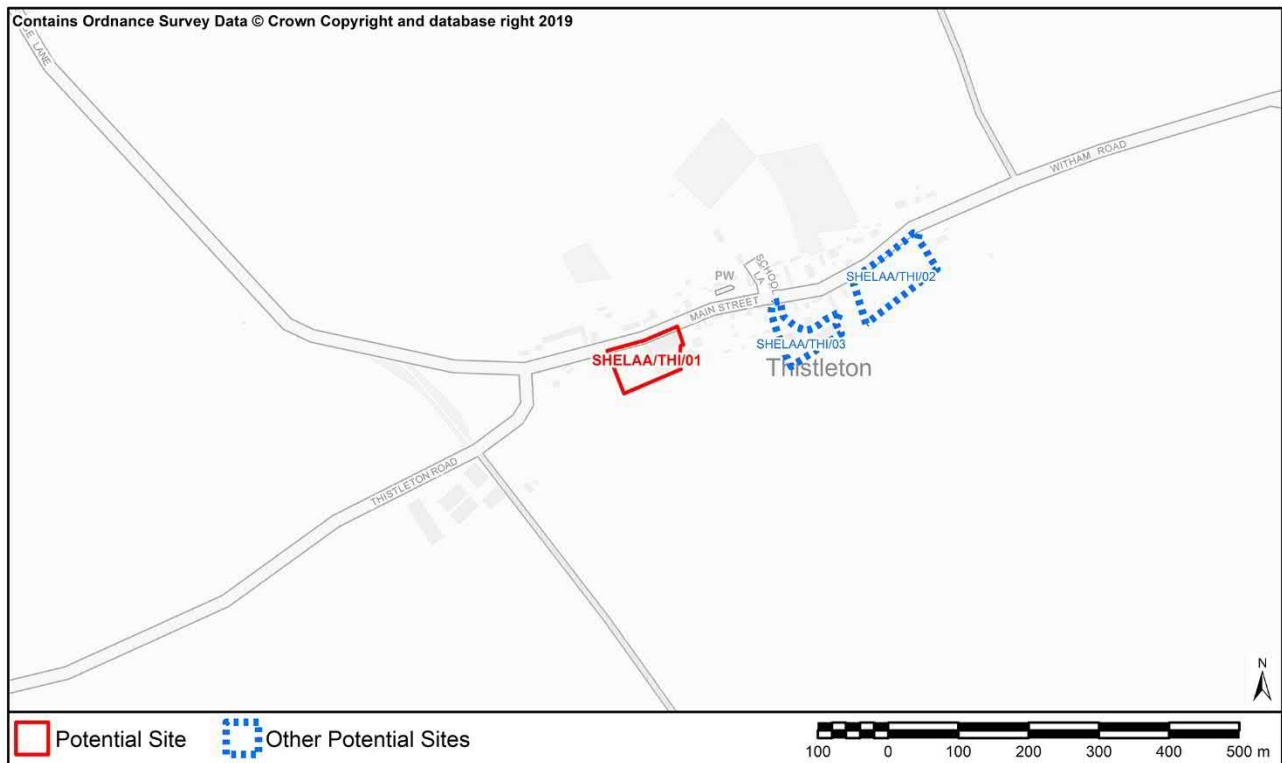 Contains Ordnance Survey Data © Crown Copyright and database right 2019
LANE
WITHAM ROAD
SCHOOL LA
PW
MAIN STREET
SHELAA/THI/02
SHELAA/THI/01
SHELAA/THI/03
Thistleton
THISTLETON ROAD
N
Potential Site
Other Potential Sites
100 0 100 200 300 400 500 m